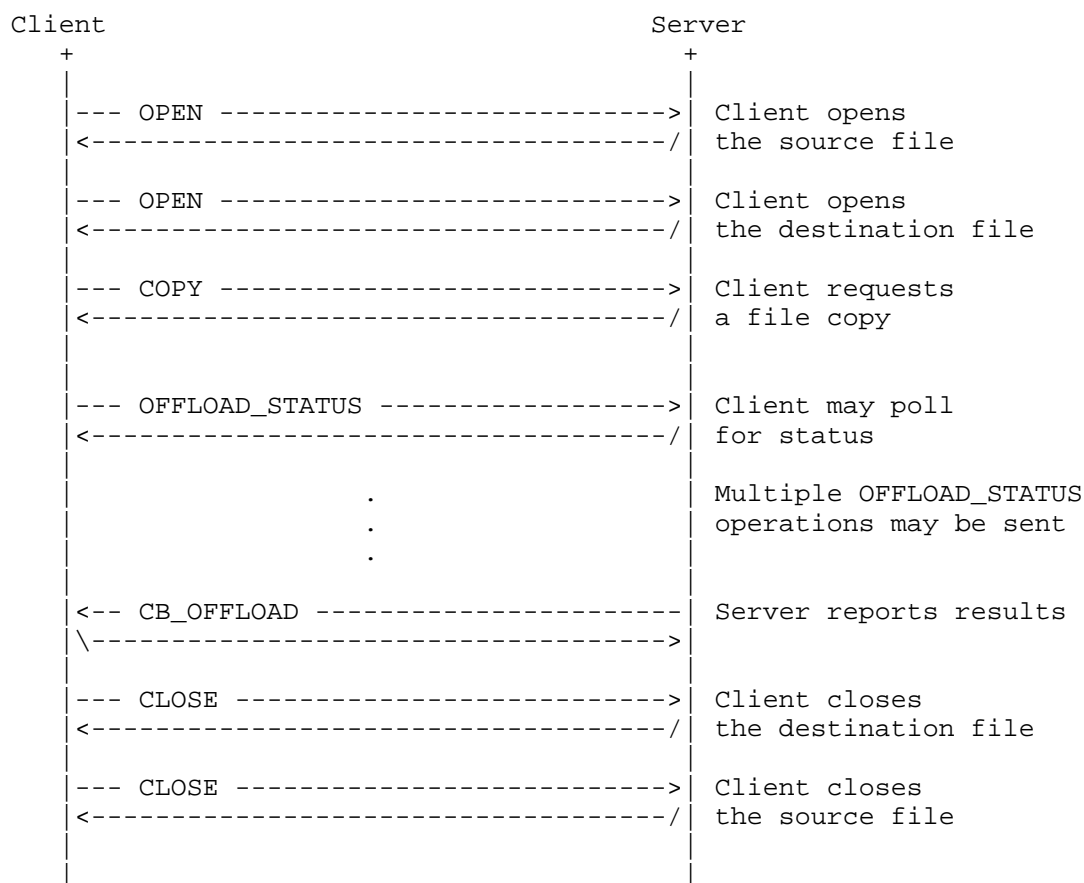 Client Server
+ +
| |
|--- OPEN ---------------------------->| Client opens
|<------------------------------------/| the source file
| |
|--- OPEN ---------------------------->| Client opens
|<------------------------------------/| the destination file
| |
|--- COPY ---------------------------->| Client requests
|<------------------------------------/| a file copy
| |
| |
|--- OFFLOAD_STATUS ------------------>| Client may poll
|<------------------------------------/| for status
| |
| . | Multiple OFFLOAD_STATUS
| . | operations may be sent
| . |
| |
|<-- CB_OFFLOAD -----------------------| Server reports results
|\------------------------------------>|
| |
|--- CLOSE --------------------------->| Client closes
|<------------------------------------/| the destination file
| |
|--- CLOSE --------------------------->| Client closes
|<------------------------------------/| the source file
| |
| |